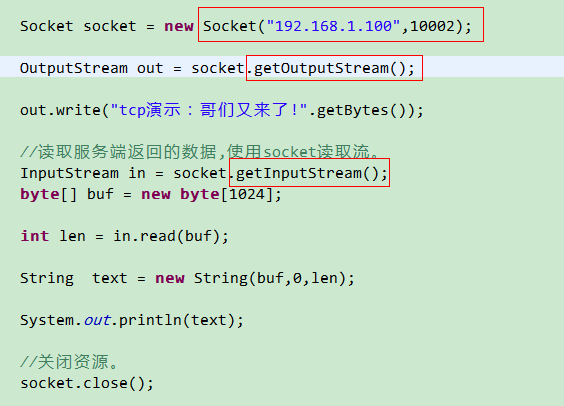 Socket socket = new Socket("192.168.1.100",10002);
OutputStream out = socket.getOutputStream();
out.write("tcp演示：哥们又来了!".getBytes());
//读取服务端返回的数据,使用socket读取流。
InputStream in = socket.getInputStream();
byte[] buf = new byte[1024];
int len = in.read(buf);
String  text = new String(buf,0,len);
System.out.println(text);
//关闭资源。
socket.close();